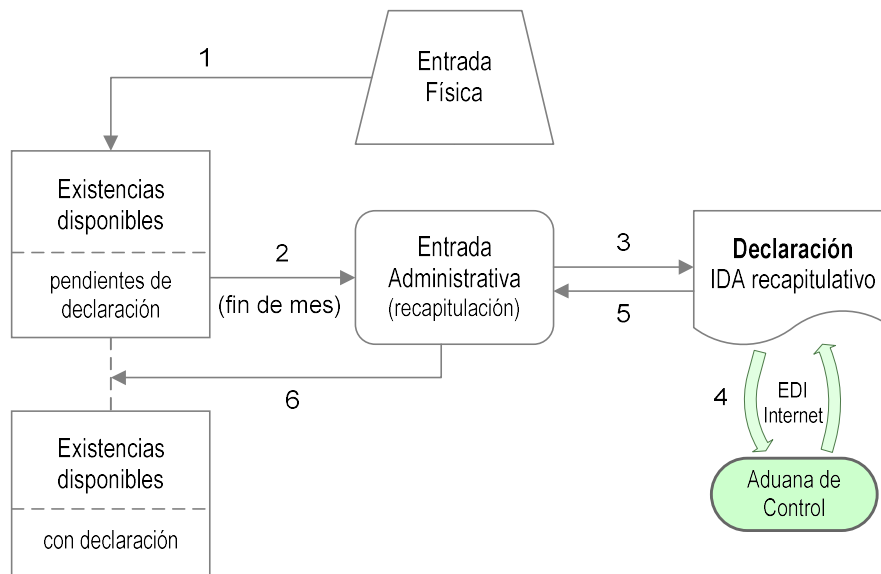 1
Entrada
Física
Existencias
disponibles
pendientes de
declaración
2
(fin de mes)
Entrada
Administrativa
(recapitulación)
3
5
Declaración
IDA recapitulativo
6
4
EDI
Internet
Aduana de
Control
Existencias
disponibles
con declaración